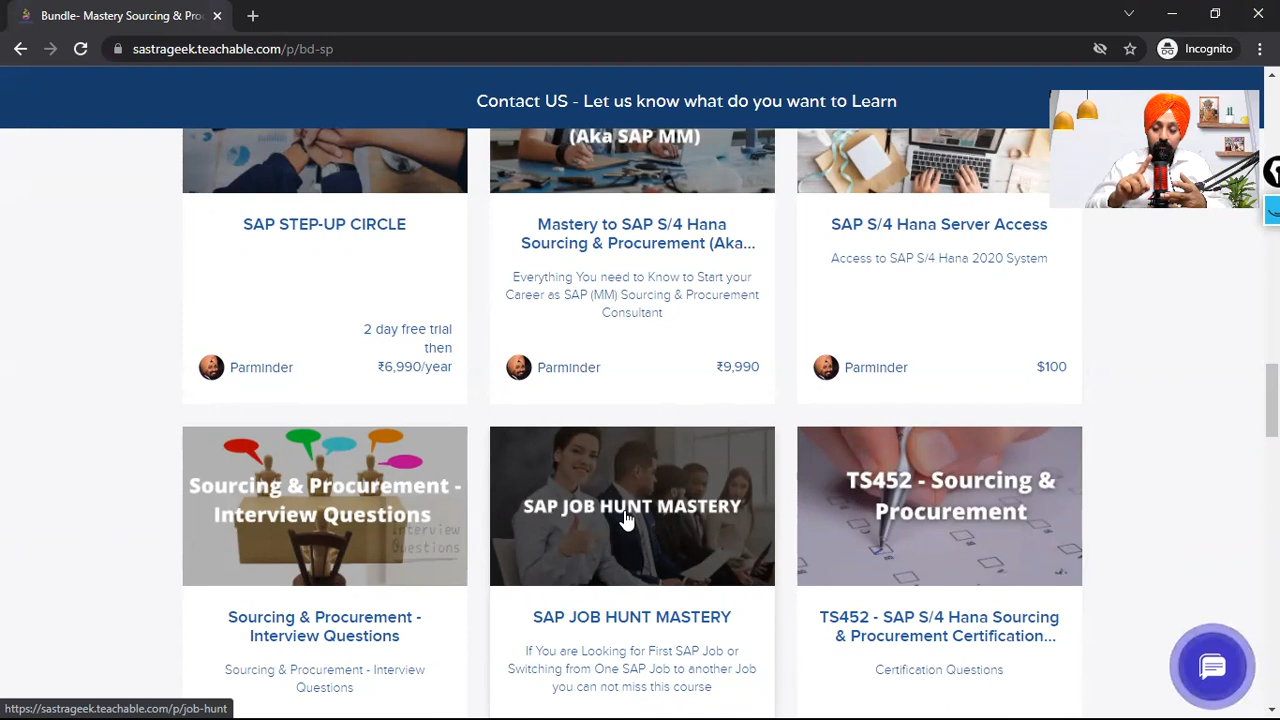 Bundle- Mastery Sourcing & Pro
Incognito
sastrageek.teachable.com/p/bd-sp
Contact US - Let us know what do you want to Learn
(Aka SAP MM)
SAP STEP-UP CIRCLE
2 day free trial
then
₹6,990/year
Parminder
Mastery to SAP S/4 Hana
Sourcing & Procurement (Aka...
Everything You need to Know to Start your
Career as SAP (MM) Sourcing & Procurement
Consultant
Parminder
₹9,990
SAP S/4 Hana Server Access
Access to SAP S/4 Hana 2020 System
Parminder
$100
Sourcing & Procurement -
Interview Questions
Interview
Questions
Sourcing & Procurement -
Interview Questions
Sourcing & Procurement - Interview
Questions
SAP JOB HUNT MASTERY
SAP JOB HUNT MASTERY
If You are Looking for First SAP Job or
Switching from One SAP Job to another Job
you can not miss this course
TS452 - Sourcing &
Procurement
TS452 - SAP S/4 Hana Sourcing
& Procurement Certification...
Certification Questions
https://sastrageek.teachable.com/p/job-hunt